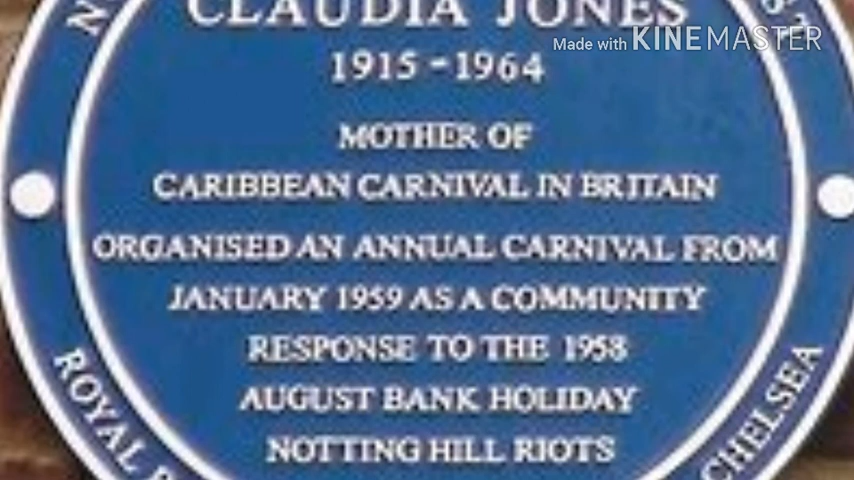 CLAUDIA JONES
Made with KINEMASTER
1915 - 1964
MOTHER OF
CARIBBEAN CARNIVAL IN BRITAIN
ORGANISED AN ANNUAL CARNIVAL FROM
JANUARY 1959 AS A COMMUNITY
RESPONSE TO THE 1958
AUGUST BANK HOLIDAY
NOTTING HILL RIOTS
ROYAL
CHELSEA